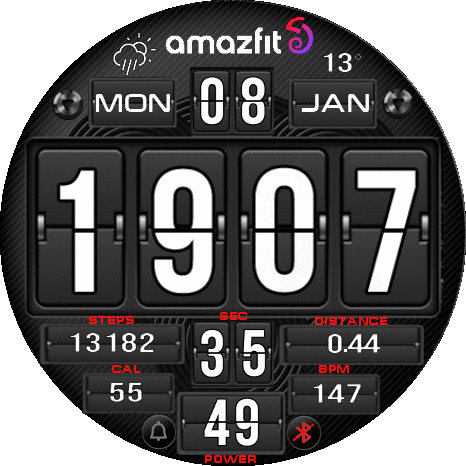 amazfit
13°
MON 08 JAN
1907
STEPS SEC DISTANCE
13182 35 0.44
CAL BPM
55 49 147
POWER